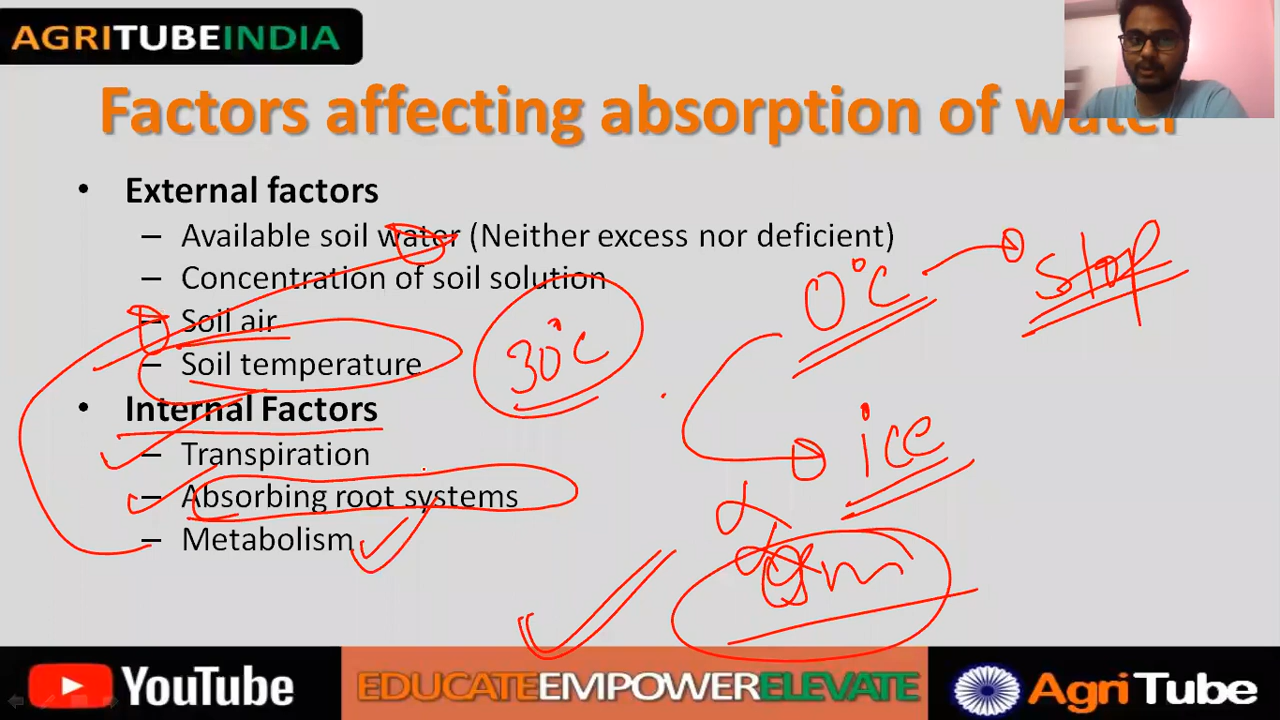 AGRITUBEINDIA
Factors affecting absorption of water
• External factors
– Available soil water (Neither excess nor deficient)
– Concentration of soil solution
– Soil air
– Soil temperature
• Internal Factors
– Transpiration
– Absorbing root systems
– Metabolism
30°C
0°C
stop
ice
YouTube
EDUCATEEMPOWERELEVATE
AgriTube